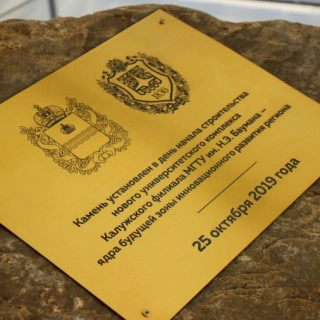 1830
Камень установлен в день начала строительства
нового университетского комплекса
Калужского филиала МГТУ им. Н.Э. Баумана –
ядра будущей зоны инновационного развития региона
25 октября 2019 года